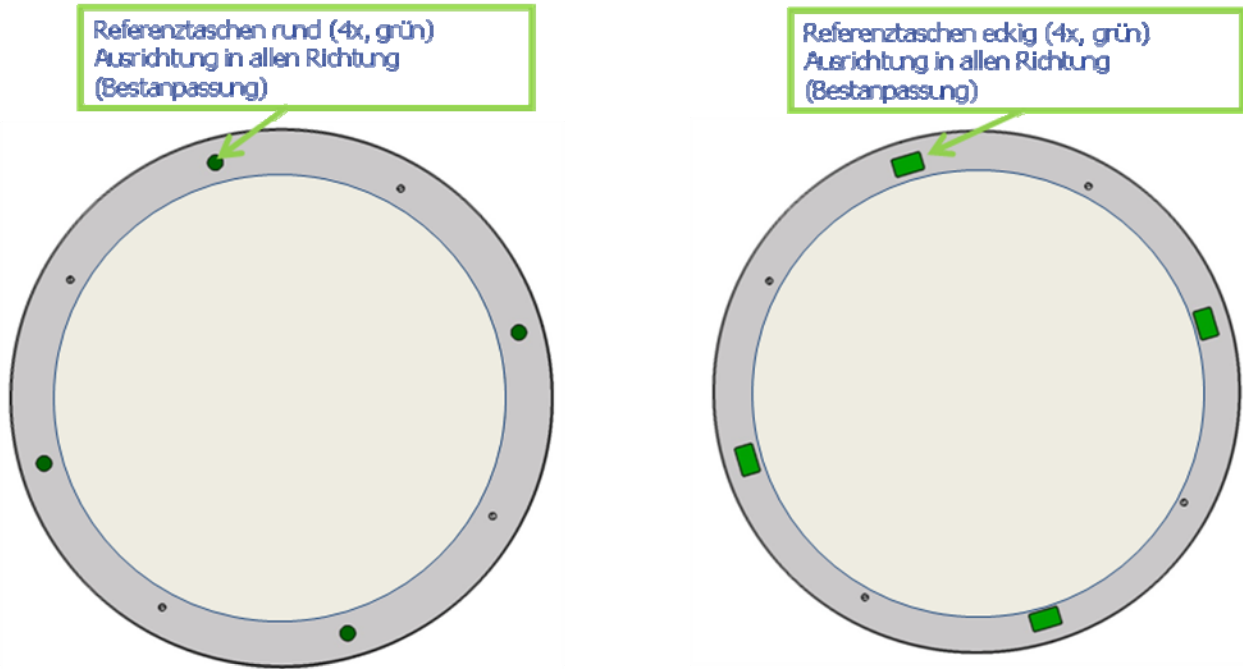 Referenztaschen rund (4x, grün)
Ausrichtung in allen Richtung
(Bestanpassung)
Referenztaschen eckig (4x, grün)
Ausrichtung in allen Richtung
(Bestanpassung)